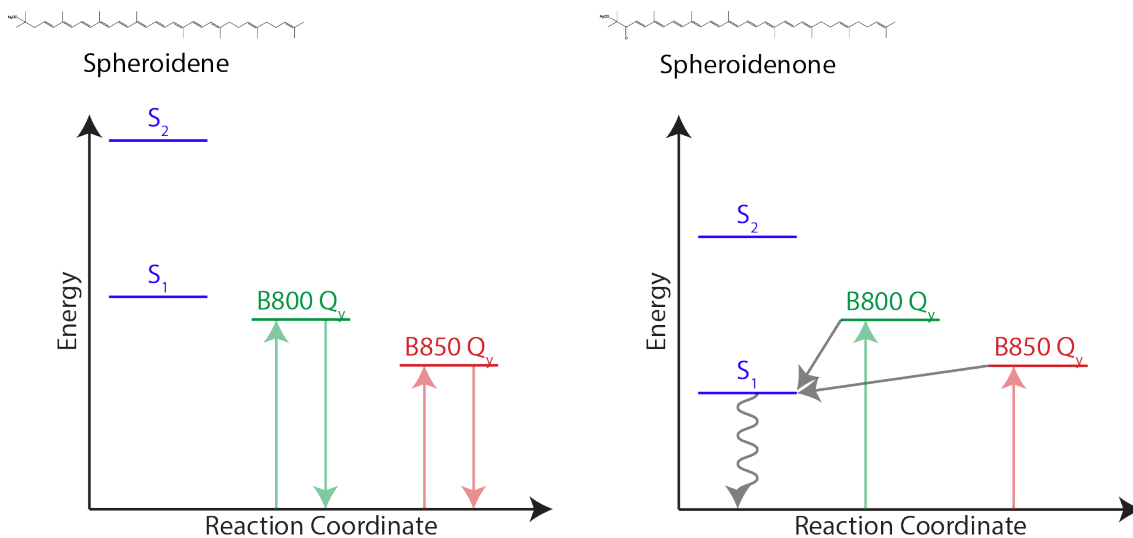 Spheroidene
Spheroidenone
Energy
S2
S1
B800 Qy
B850 Qy
Reaction Coordinate
Energy
S2
B800 Qy
B850 Qy
S1
Reaction Coordinate